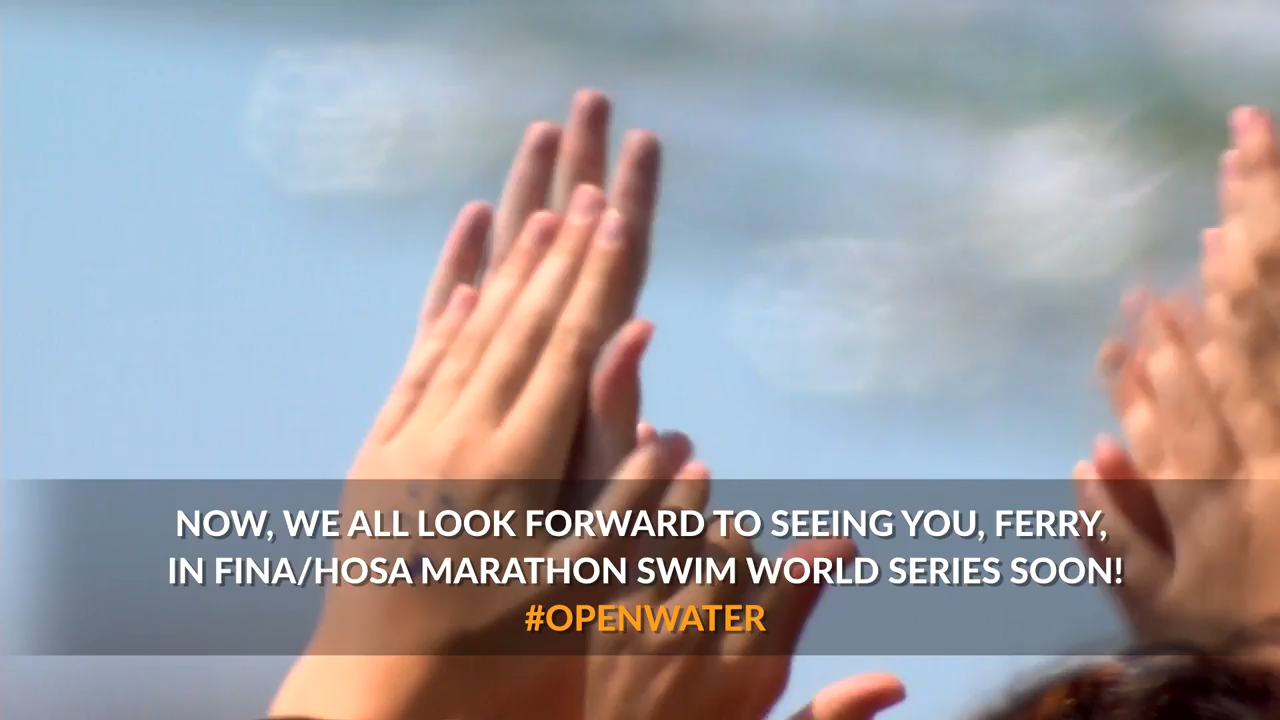 NOW, WE ALL LOOK FORWARD TO SEEING YOU, FERRY,
IN FINA/HOSA MARATHON SWIM WORLD SERIES SOON!
#OPENWATER